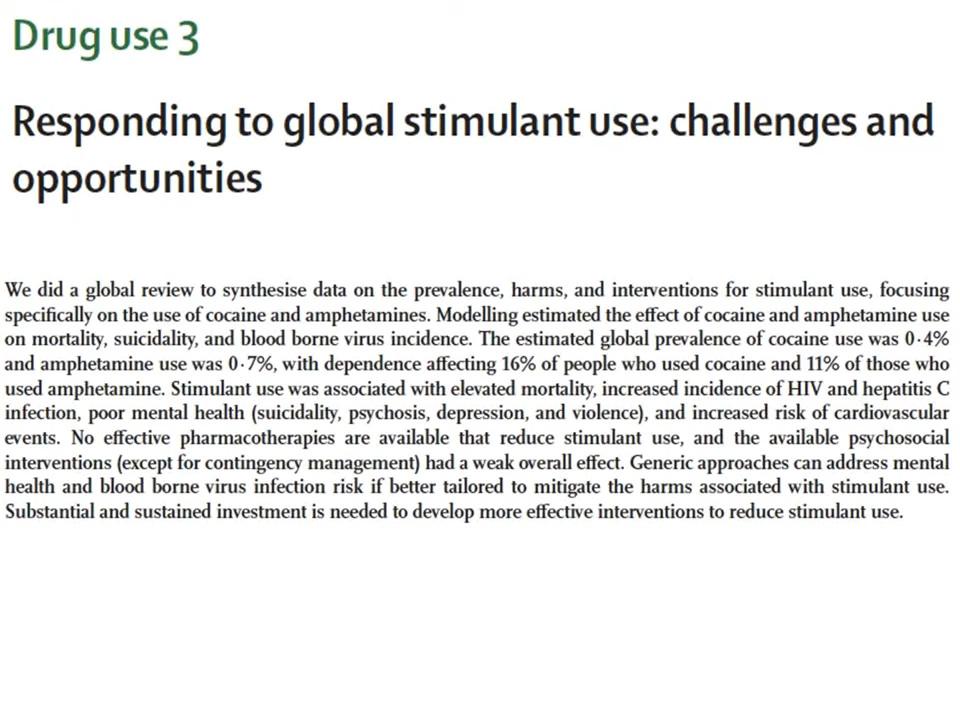 Drug use 3
Responding to global stimulant use: challenges and
opportunities
We did a global review to synthesise data on the prevalence, harms, and interventions for stimulant use, focusing
specifically on the use of cocaine and amphetamines. Modelling estimated the effect of cocaine and amphetamine use
on mortality, suicidality, and blood borne virus incidence. The estimated global prevalence of cocaine use was 0·4%
and amphetamine use was 0·7%, with dependence affecting 16% of people who used cocaine and 11% of those who
used amphetamine. Stimulant use was associated with elevated mortality, increased incidence of HIV and hepatitis C
infection, poor mental health (suicidality, psychosis, depression, and violence), and increased risk of cardiovascular
events. No effective pharmacotherapies are available that reduce stimulant use, and the available psychosocial
interventions (except for contingency management) had a weak overall effect. Generic approaches can address mental
health and blood borne virus infection risk if better tailored to mitigate the harms associated with stimulant use.
Substantial and sustained investment is needed to develop more effective interventions to reduce stimulant use.